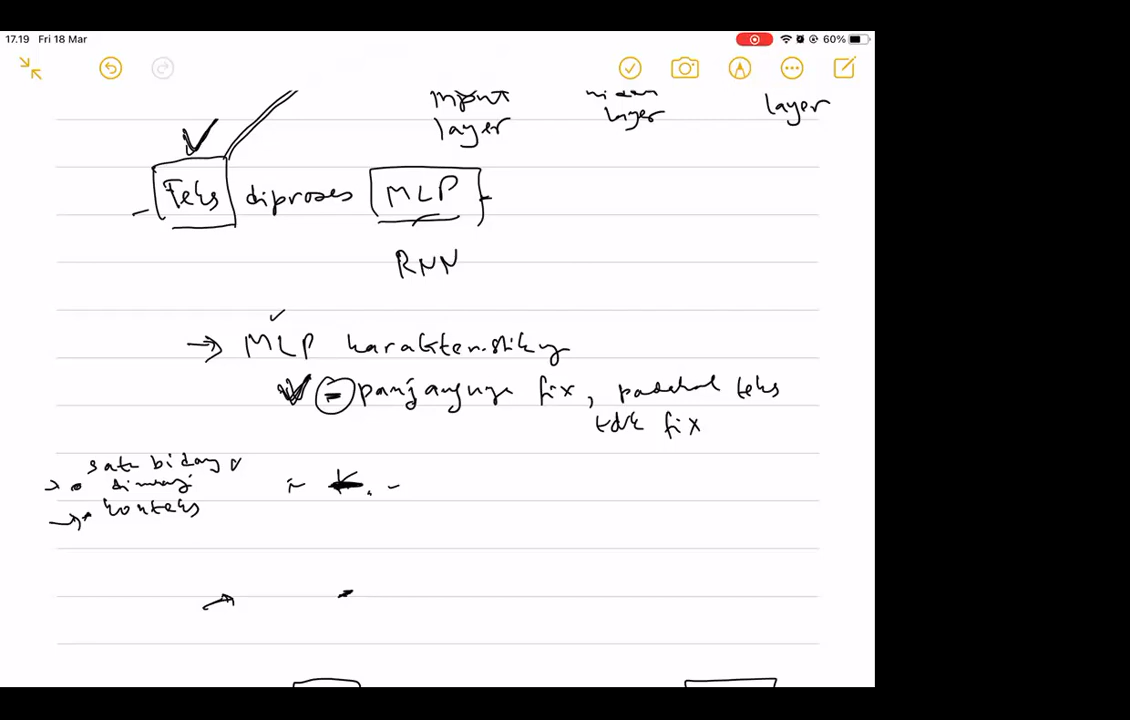 17.19 Fri 18 Mar
60%
input
layer
layer
layer
Teks diproses MLP
RNN
→ MLP karakteristiknya
= panjangnya fix, padahal teks
tdk fix
satu bidang
dimensi
konteks